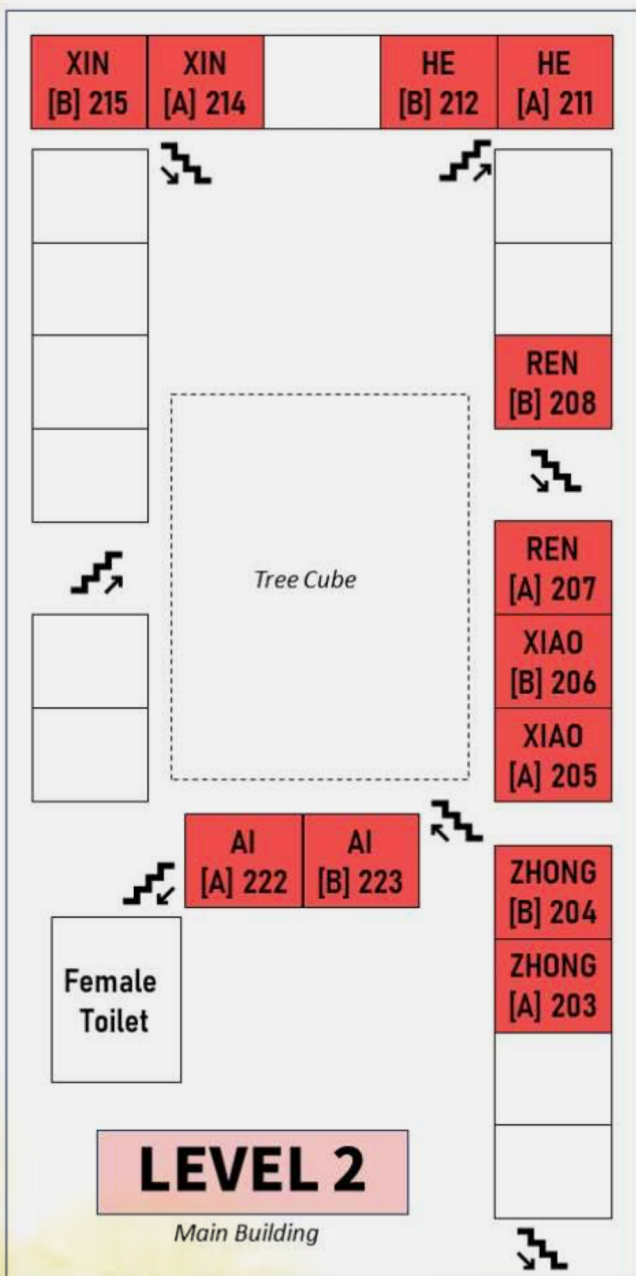 XIN
[B] 215
XIN
[A] 214
HE
[B] 212
HE
[A] 211
REN
[B] 208
REN
[A] 207
Tree Cube
XIAO
[B] 206
XIAO
[A] 205
AI
[A] 222
AI
[B] 223
ZHONG
[B] 204
ZHONG
[A] 203
Female
Toilet
LEVEL 2
Main Building